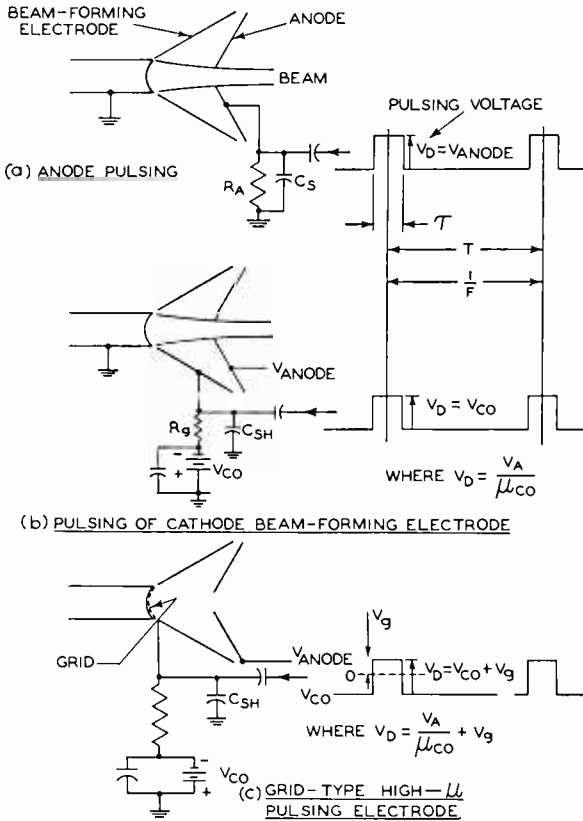 BEAM-FORMING
ELECTRODE
ANODE
BEAM
PULSING VOLTAGE
V_D = V_ANODE
(a) ANODE PULSING
R_A
C_S
τ
T
1/F
V_ANODE
R_g
C_SH
V_D = V_CO
-
+
V_CO
WHERE V_D = V_A/μ_CO
(b) PULSING OF CATHODE BEAM-FORMING ELECTRODE
GRID
V_ANODE
V_g
0
V_D = V_CO + V_g
V_CO
C_SH
WHERE V_D = V_A/μ_CO + V_g
-
+
V_CO
(c) GRID-TYPE HIGH-μ
PULSING ELECTRODE